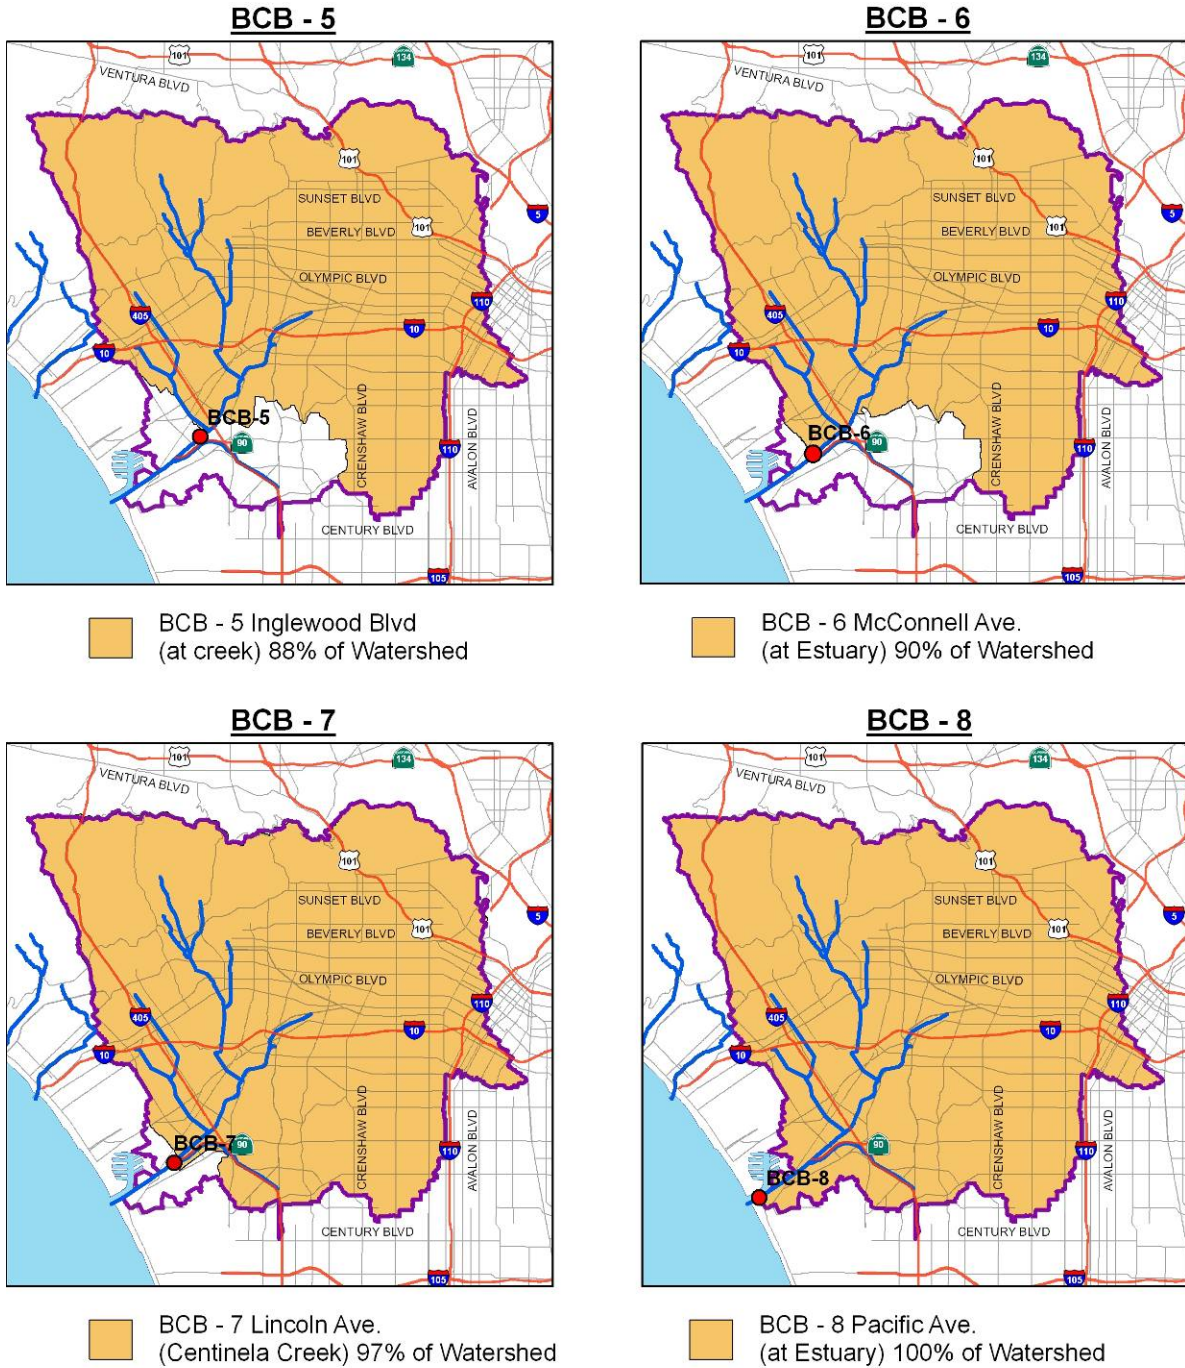 BCB - 5
BCB - 6
101
134
VENTURA BLVD
101
SUNSET BLVD
5
BEVERLY BLVD
101
OLYMPIC BLVD
110
405
10
10
CRENSHAW BLVD
AVALON BLVD
BCB-5
90
110
CENTURY BLVD
105
101
134
VENTURA BLVD
101
SUNSET BLVD
5
BEVERLY BLVD
101
OLYMPIC BLVD
110
405
10
10
CRENSHAW BLVD
AVALON BLVD
BCB-6
90
110
CENTURY BLVD
105
BCB - 5 Inglewood Blvd
(at creek) 88% of Watershed
BCB - 6 McConnell Ave.
(at Estuary) 90% of Watershed
BCB - 7
BCB - 8
101
134
VENTURA BLVD
101
SUNSET BLVD
5
BEVERLY BLVD
101
OLYMPIC BLVD
110
405
10
10
CRENSHAW BLVD
AVALON BLVD
BCB-7
90
110
CENTURY BLVD
105
101
134
VENTURA BLVD
101
SUNSET BLVD
5
BEVERLY BLVD
101
OLYMPIC BLVD
110
405
10
10
CRENSHAW BLVD
AVALON BLVD
BCB-8
90
110
CENTURY BLVD
105
BCB - 7 Lincoln Ave.
(Centinela Creek) 97% of Watershed
BCB - 8 Pacific Ave.
(at Estuary) 100% of Watershed